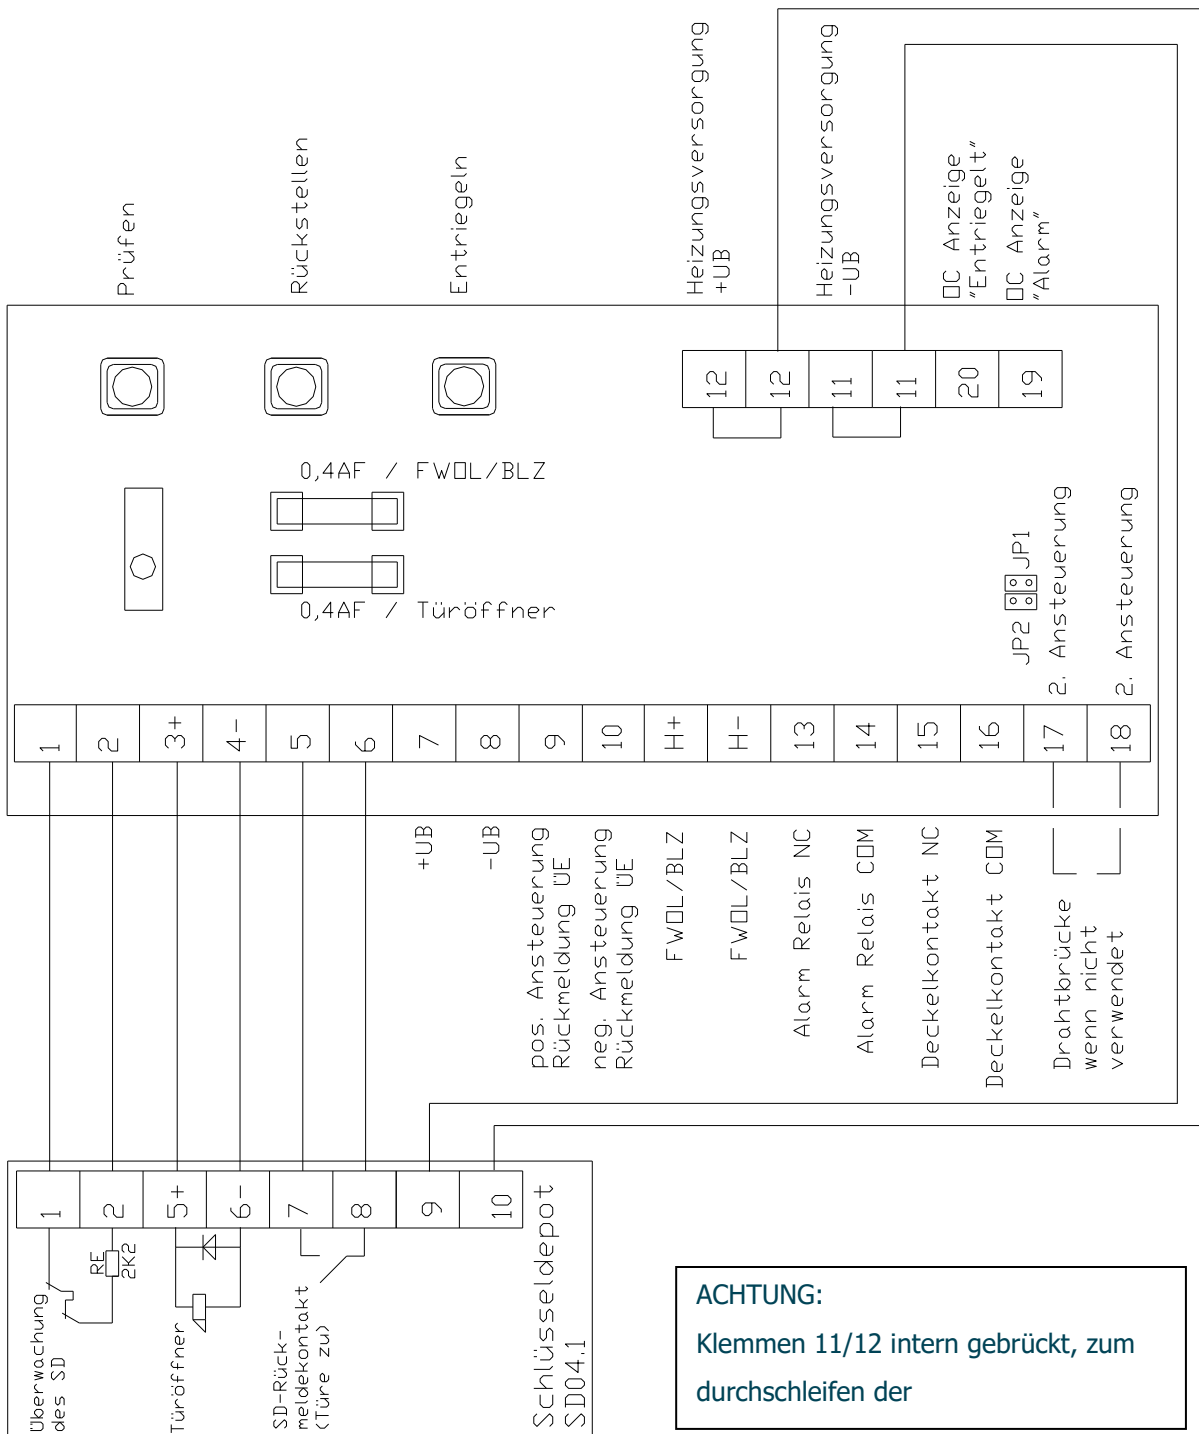 Prüfen
Rückstellen
Entriegeln
Heizungsversorgung
+UB
Heizungsversorgung
-UB
OC Anzeige
"Entriegelt"
OC Anzeige
"Alarm"
12
12
11
11
20
19
0,4AF / FWOL/BLZ
0,4AF / Türöffner
JP2
JP1
2. Ansteuerung
2. Ansteuerung
1
2
3+
4-
5
6
7
8
9
10
H+
H-
13
14
15
16
17
18
+UB
-UB
pos. Ansteuerung
Rückmeldung ÜE
neg. Ansteuerung
Rückmeldung ÜE
FWOL/BLZ
FWOL/BLZ
Alarm Relais NC
Alarm Relais COM
Deckelkontakt NC
Deckelkontakt COM
Drahtbrücke
wenn nicht
verwendet
1
2
5+
6-
7
8
9
10
RE
2K2
Überwachung
des SD
Türöffner
SD-Rück-
meldekontakt
(Türe zu)
Schlüsseldepot
SD04.1
ACHTUNG:
Klemmen 11/12 intern gebrückt, zum
durchschleifen der